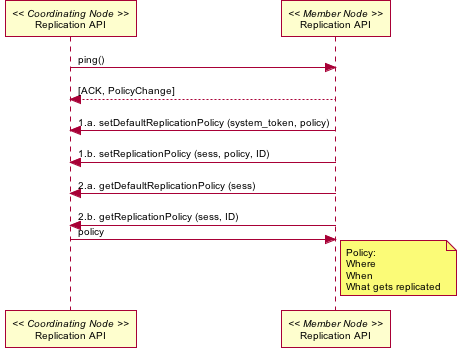 << Coordinating Node >>
Replication API
<< Member Node >>
Replication API
ping()
[ACK, PolicyChange]
1.a. setDefaultReplicationPolicy (system_token, policy)
1.b. setReplicationPolicy (sess, policy, ID)
2.a. getDefaultReplicationPolicy (sess)
2.b. getReplicationPolicy (sess, ID)
policy
Policy:
Where
When
What gets replicated
<< Coordinating Node >>
Replication API
<< Member Node >>
Replication API